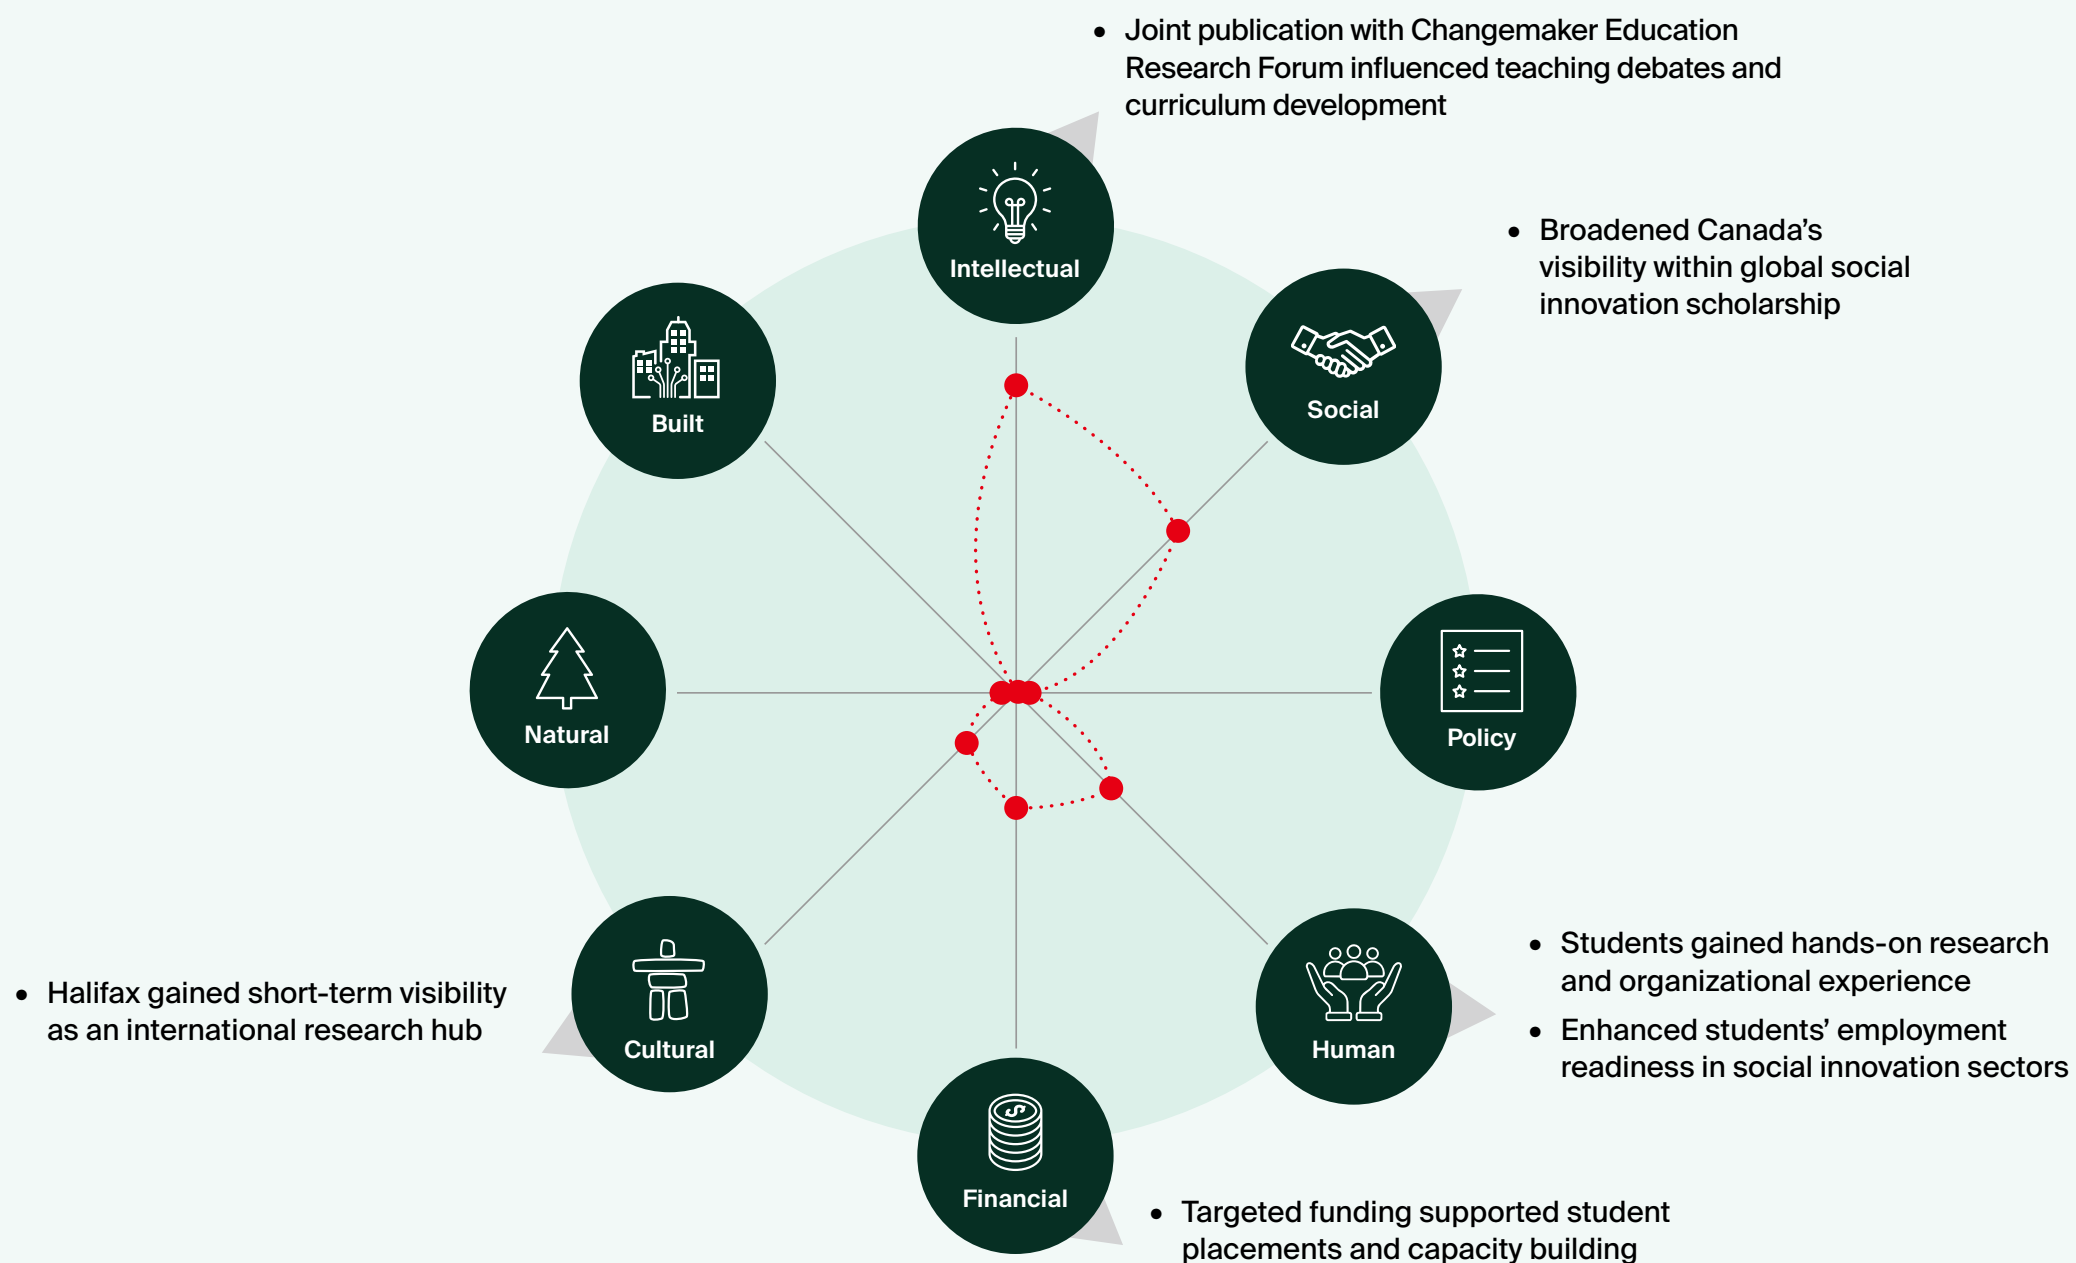 • Joint publication with Changemaker Education
Research Forum influenced teaching debates and
curriculum development
Intellectual
• Broadened Canada’s
visibility within global social
innovation scholarship
Social
Built
Policy
Natural
• Students gained hands-on research
and organizational experience
• Enhanced students’ employment
readiness in social innovation sectors
Human
• Halifax gained short-term visibility
as an international research hub
Cultural
Financial
• Targeted funding supported student
placements and capacity building